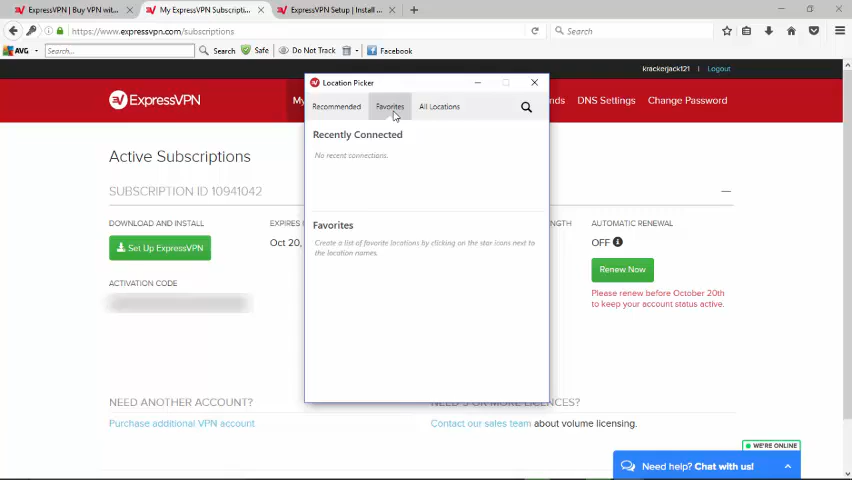 ExpressVPN | Buy VPN wit...
My ExpressVPN Subscripti...
ExpressVPN Setup | Install ...
https://www.expressvpn.com/subscriptions
Search
AVG
Search...
Search
Safe
Do Not Track
Facebook
krackerjack121 | Logout
ExpressVPN
My
nds
DNS Settings
Change Password
Location Picker
Recommended
Favorites
All Locations
Recently Connected
No recent connections.
Favorites
Create a list of favorite locations by clicking on the star icons next to
the location names.
Active Subscriptions
SUBSCRIPTION ID 10941042
DOWNLOAD AND INSTALL
EXPIRES
NGTH
AUTOMATIC RENEWAL
Set Up ExpressVPN
Oct 20,
OFF
Renew Now
ACTIVATION CODE
Please renew before October 20th
to keep your account status active.
NEED ANOTHER ACCOUNT?
NEED 5 OR MORE LICENCES?
Purchase additional VPN account
Contact our sales team about volume licensing.
WE'RE ONLINE
Need help? Chat with us!